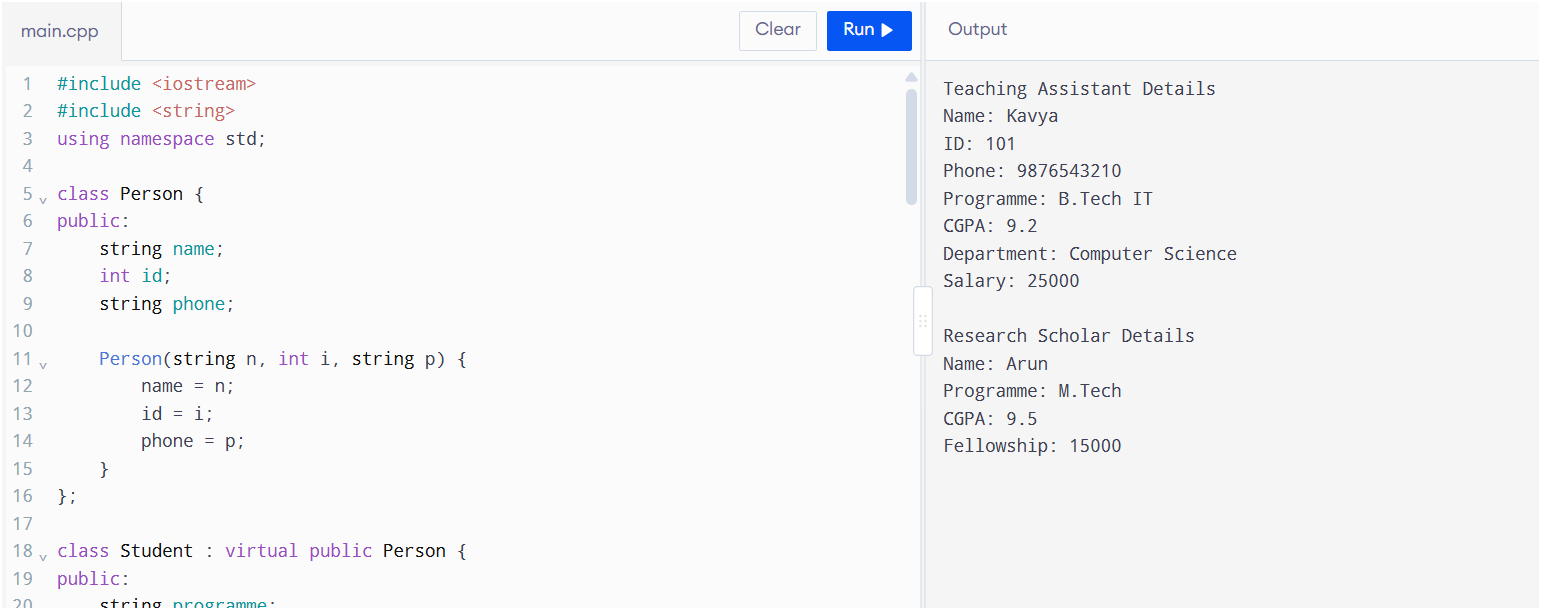 main.cpp
Clear
Run
Output
1 #include <iostream>
2 #include <string>
3 using namespace std;
4
5 class Person {
6 public:
7     string name;
8     int id;
9     string phone;
10
11     Person(string n, int i, string p) {
12         name = n;
13         id = i;
14         phone = p;
15     }
16 };
17
18 class Student : virtual public Person {
19 public:
20     string programme;
Teaching Assistant Details
Name: Kavya
ID: 101
Phone: 9876543210
Programme: B.Tech IT
CGPA: 9.2
Department: Computer Science
Salary: 25000

Research Scholar Details
Name: Arun
Programme: M.Tech
CGPA: 9.5
Fellowship: 15000